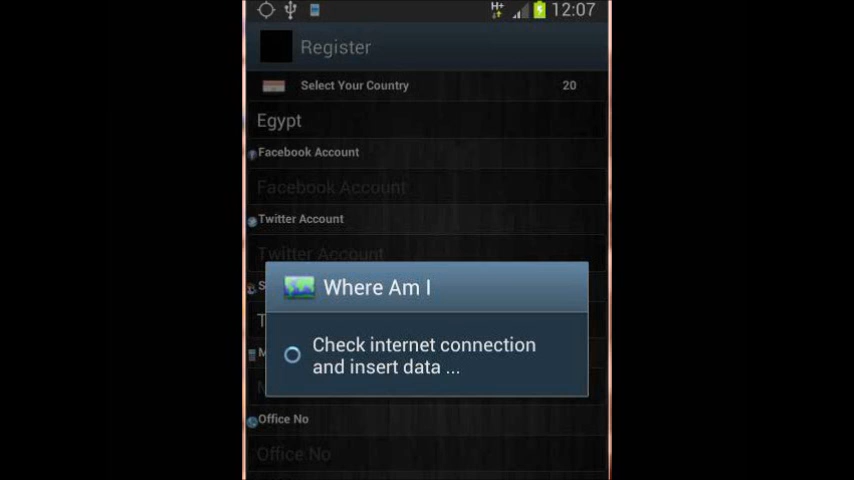 H+ 12:07
Register
Select Your Country 20
Egypt
Facebook Account
Facebook Account
Twitter Account
Twitter Account
Where Am I
Check internet connection
and insert data ...
Office No
Office No